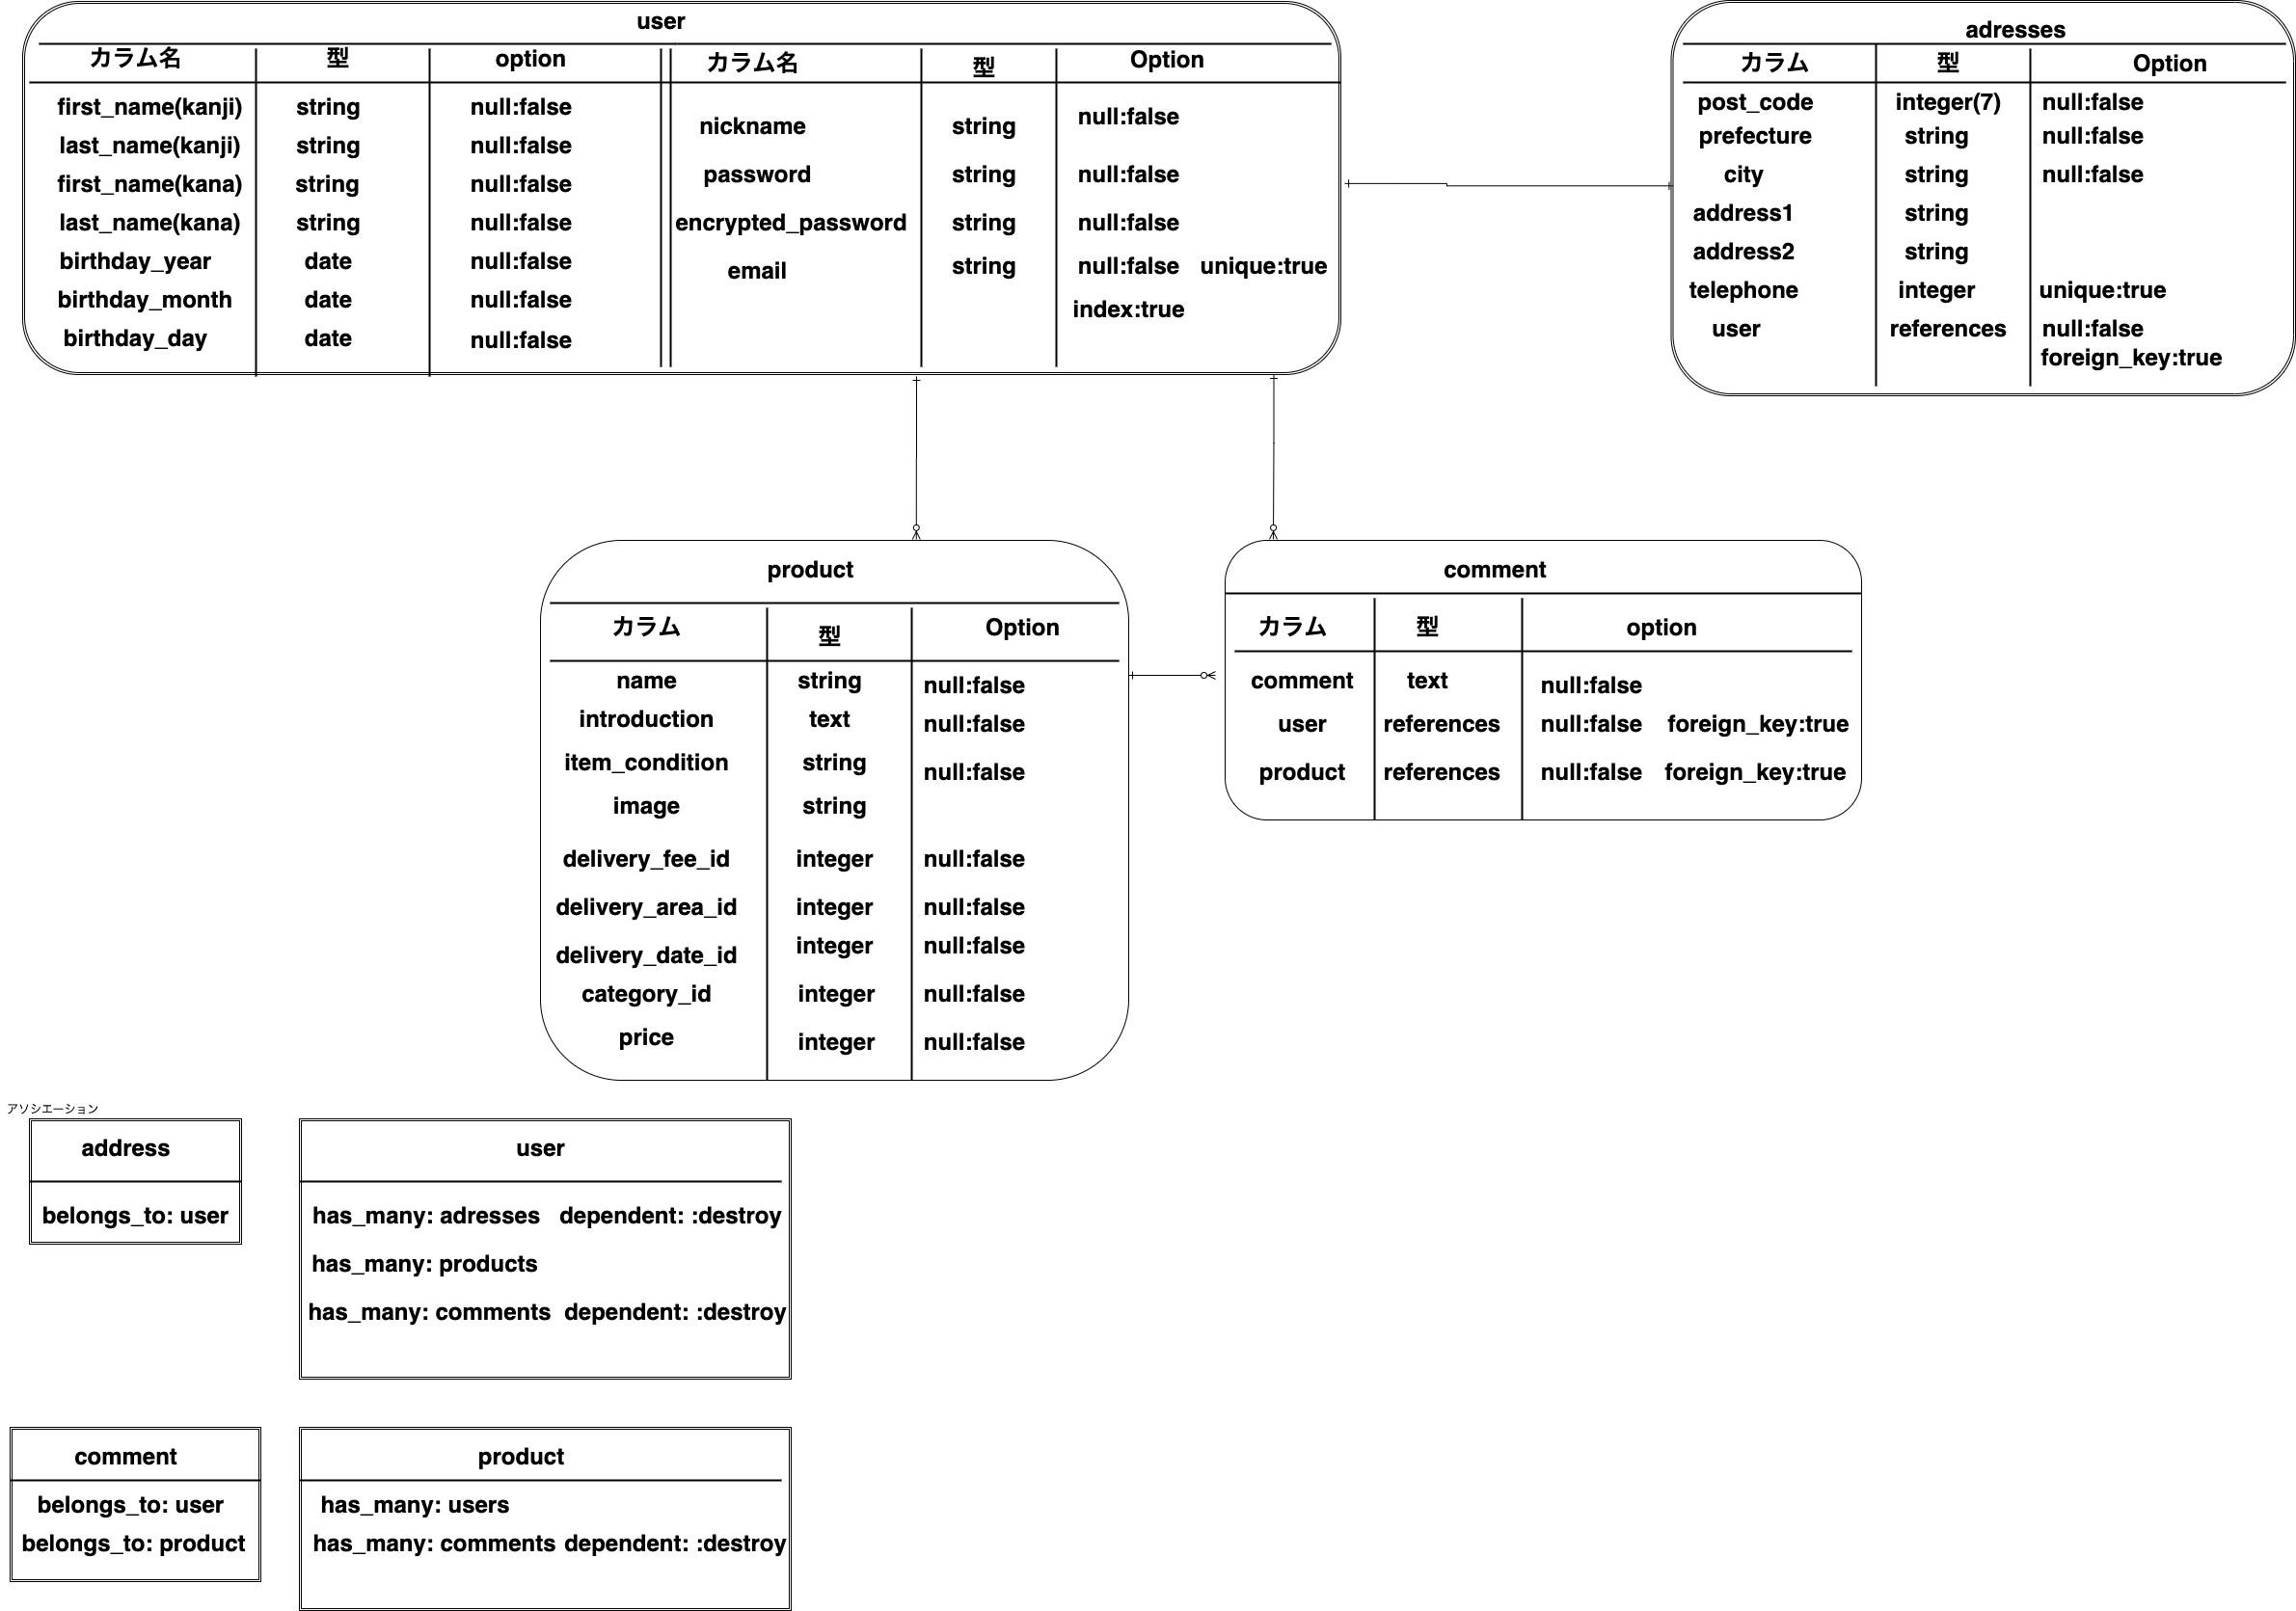 user
カラム名 型 option カラム名 型 Option
first_name(kanji) string null:false
last_name(kanji) string null:false
first_name(kana) string null:false
last_name(kana) string null:false
birthday_year date null:false
birthday_month date null:false
birthday_day date null:false
nickname string null:false
password string null:false
encrypted_password string null:false
email string null:false unique:true
index:true
adresses
カラム 型 Option
post_code integer(7) null:false
prefecture string null:false
city string null:false
address1 string
address2 string
telephone integer unique:true
user references null:false
foreign_key:true
product
カラム 型 Option
name string null:false
introduction text null:false
item_condition string null:false
image string
delivery_fee_id integer null:false
delivery_area_id integer null:false
delivery_date_id integer null:false
category_id integer null:false
price integer null:false
comment
カラム 型 option
comment text null:false
user references null:false foreign_key:true
product references null:false foreign_key:true
アソシエーション
address
belongs_to: user
user
has_many: adresses dependent: :destroy
has_many: products
has_many: comments dependent: :destroy
comment
belongs_to: user
belongs_to: product
product
has_many: users
has_many: comments dependent: :destroy